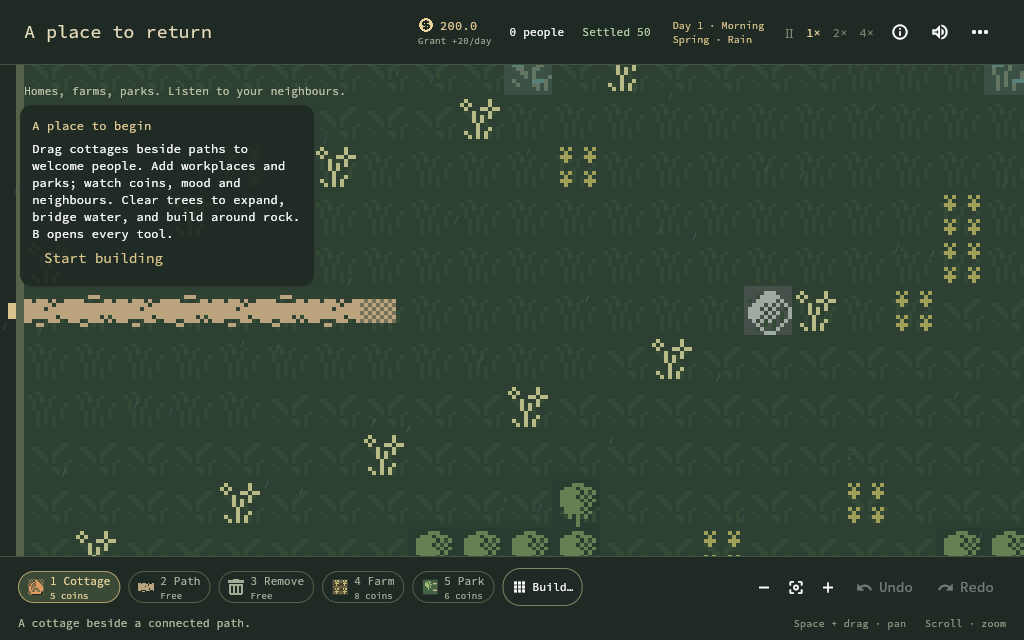 A place to return
200.0
Grant +20/day
0 people
Settled 50
Day 1 · Morning
Spring · Rain
II 1× 2× 4×
Homes, farms, parks. Listen to your neighbours.
A place to begin
Drag cottages beside paths to
welcome people. Add workplaces and
parks; watch coins, mood and
neighbours. Clear trees to expand,
bridge water, and build around rock.
B opens every tool.
Start building
1 Cottage
5 coins
2 Path
Free
3 Remove
Free
4 Farm
8 coins
5 Park
6 coins
Build…
Undo
Redo
A cottage beside a connected path.
Space + drag · pan
Scroll · zoom